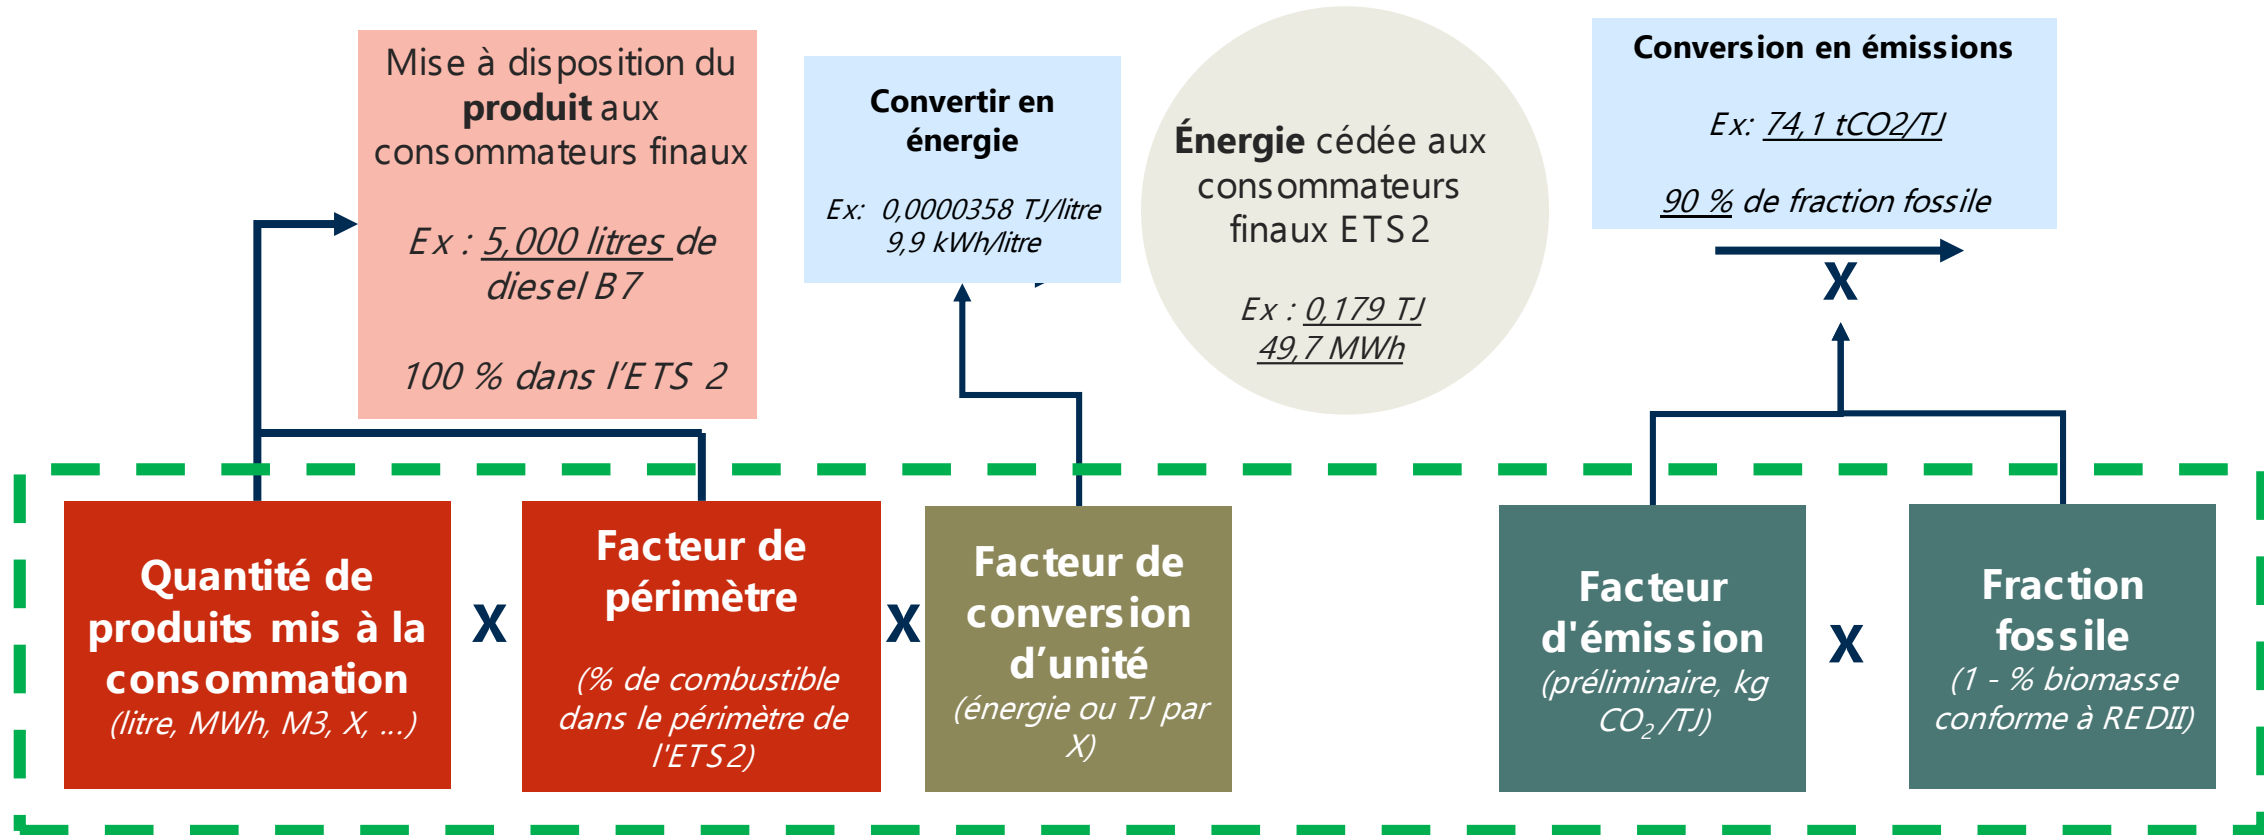 Mise à disposition du
produit aux
consommateurs finaux
Ex : 5,000 litres de
diesel B7
100 % dans l'ETS 2
Convertir en
énergie
Ex: 0,0000358 TJ/litre
9,9 kWh/litre
Énergie cédée aux
consommateurs
finaux ETS2
Ex : 0,179 TJ
49,7 MWh
Conversion en émissions
Ex: 74,1 tCO2/TJ
90 % de fraction fossile
X
Quantité de
produits mis à la
consommation
(litre, MWh, M3, X, ...)
X
Facteur de
périmètre
(% de combustible
dans le périmètre de
l'ETS2)
X
Facteur de
conversion
d’unité
(énergie ou TJ par
X)
Facteur
d'émission
(préliminaire, kg
CO₂/TJ)
X
Fraction
fossile
(1 - % biomasse
conforme à REDII)